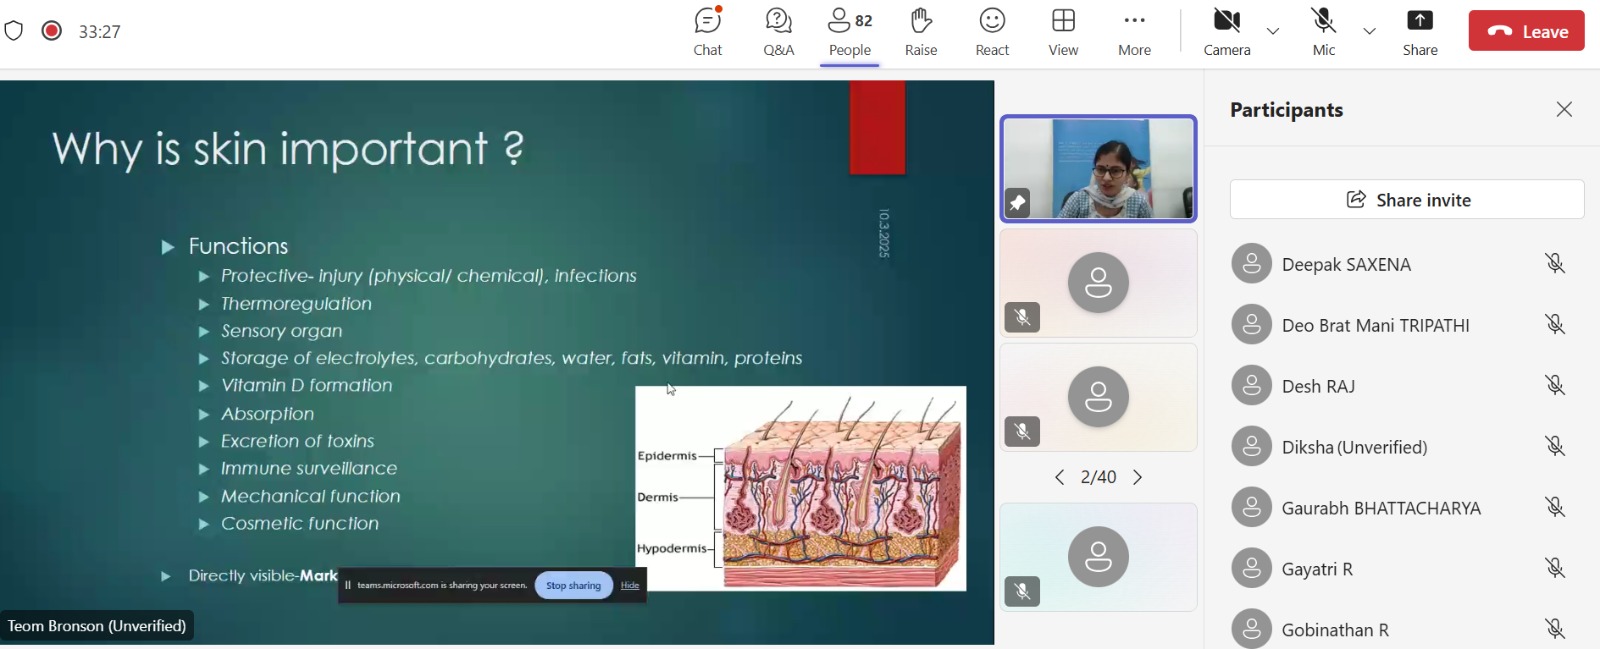 33:27
Chat
Q&A
82
People
Raise
React
View
More
Camera
Mic
Share
Leave
Why is skin important ?
10.3.2025
Functions
Protective- injury (physical/ chemical), infections
Thermoregulation
Sensory organ
Storage of electrolytes, carbohydrates, water, fats, vitamin, proteins
Vitamin D formation
Absorption
Excretion of toxins
Immune surveillance
Mechanical function
Cosmetic function
Directly visible-Mark
Epidermis
Dermis
Hypodermis
teams.microsoft.com is sharing your screen.
Stop sharing
Hide
Teom Bronson (Unverified)
2/40
Participants
Share invite
Deepak SAXENA
Deo Brat Mani TRIPATHI
Desh RAJ
Diksha (Unverified)
Gaurabh BHATTACHARYA
Gayatri R
Gobinathan R